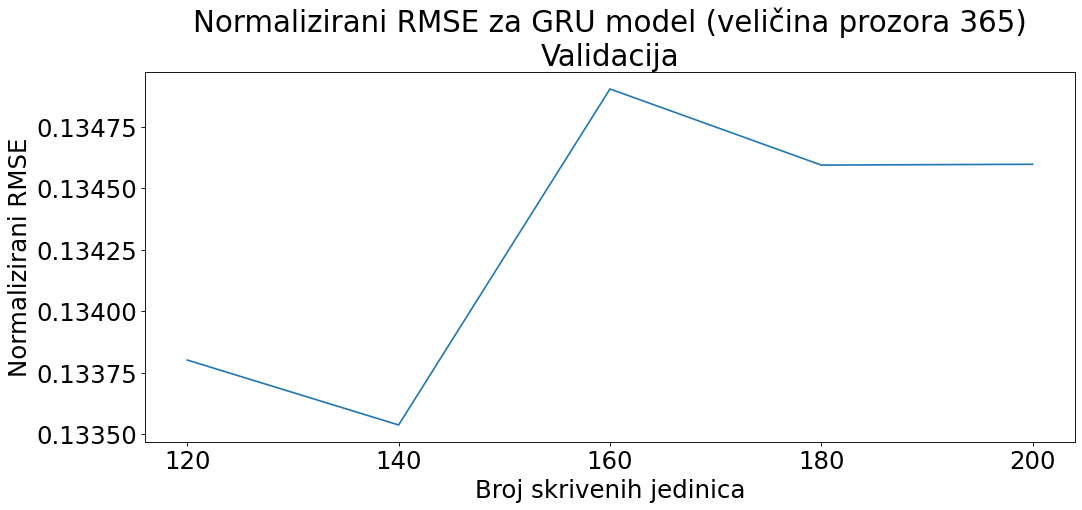 Normalizirani RMSE za GRU model (veličina prozora 365)
Validacija
Normalizirani RMSE
0.13475
0.13450
0.13425
0.13400
0.13375
0.13350
120 140 160 180 200
Broj skrivenih jedinica